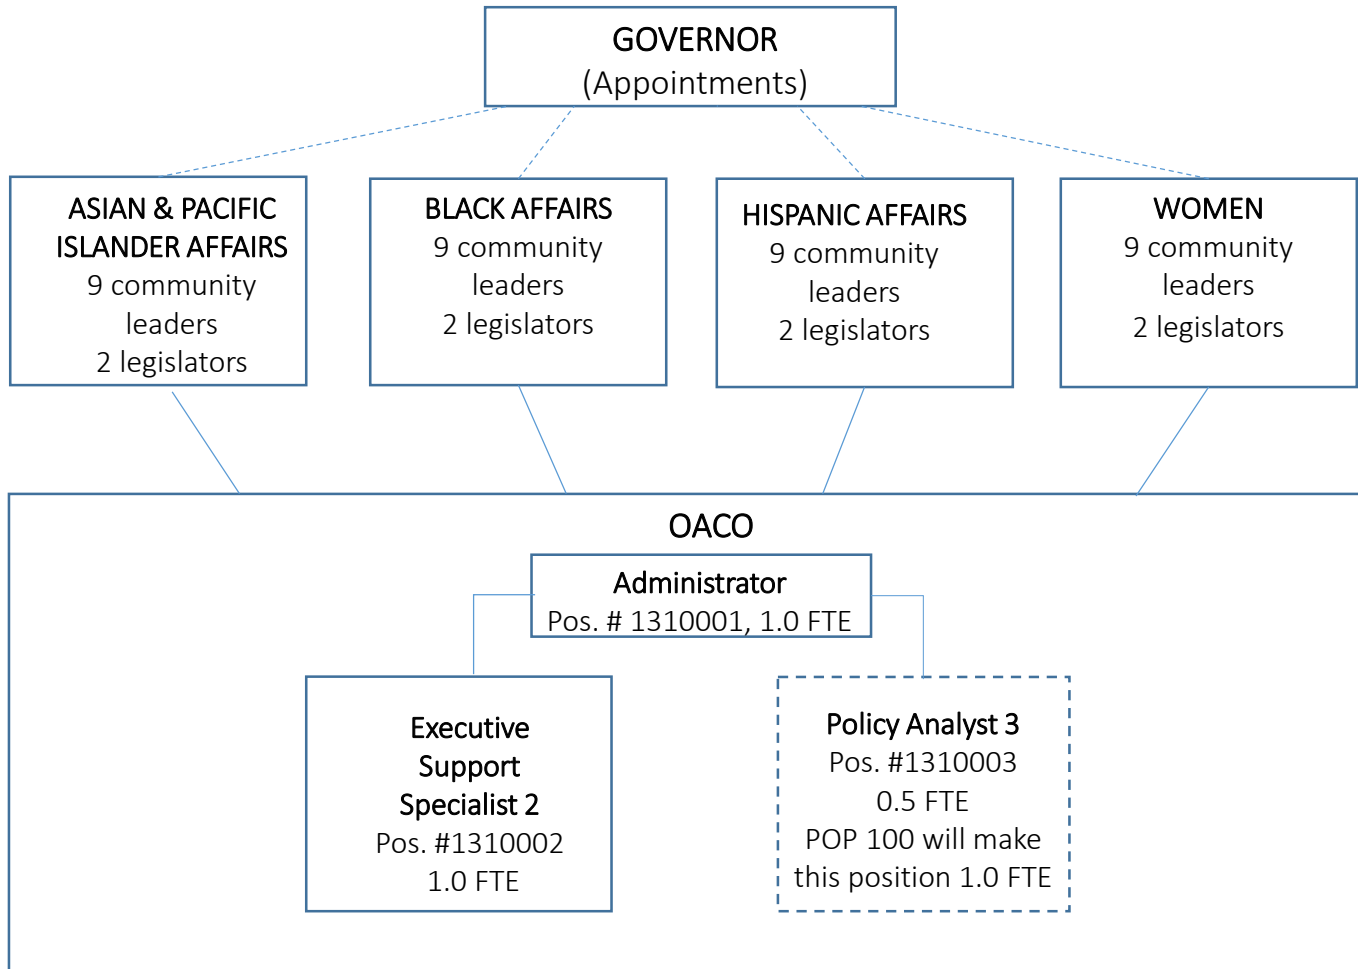 GOVERNOR
(Appointments)
ASIAN & PACIFIC
ISLANDER AFFAIRS
9 community
leaders
2 legislators
BLACK AFFAIRS
9 community
leaders
2 legislators
HISPANIC AFFAIRS
9 community
leaders
2 legislators
WOMEN
9 community
leaders
2 legislators
OACO
Administrator
Pos. # 1310001, 1.0 FTE
Executive
Support
Specialist 2
Pos. #1310002
1.0 FTE
Policy Analyst 3
Pos. #1310003
0.5 FTE
POP 100 will make
this position 1.0 FTE